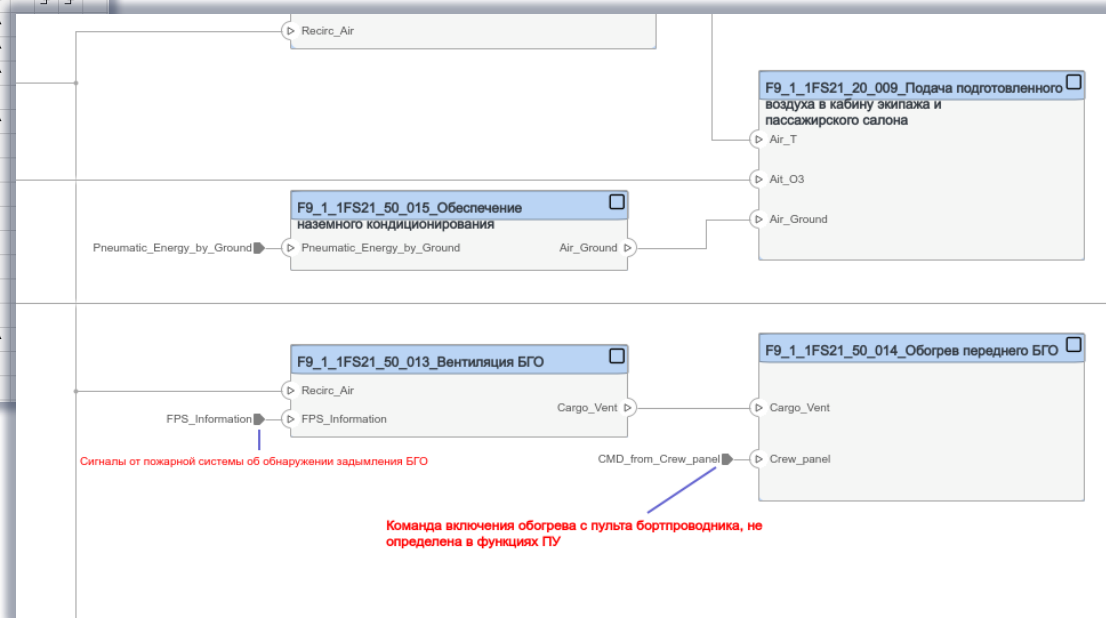 Recirc_Air
F9_1_1FS21_20_009_Подача подготовленного
воздуха в кабину экипажа и
пассажирского салона
Air_T
Ait_O3
Air_Ground
F9_1_1FS21_50_015_Обеспечение
наземного кондиционирования
Pneumatic_Energy_by_Ground
Pneumatic_Energy_by_Ground
Air_Ground
F9_1_1FS21_50_013_Вентиляция БГО
Recirc_Air
FPS_Information
FPS_Information
Cargo_Vent
Сигналы от пожарной системы об обнаружении задымления БГО
F9_1_1FS21_50_014_Обогрев переднего БГО
Cargo_Vent
CMD_from_Crew_panel
Crew_panel
Команда включения обогрева с пульта бортпроводника, не
определена в функциях ПУ